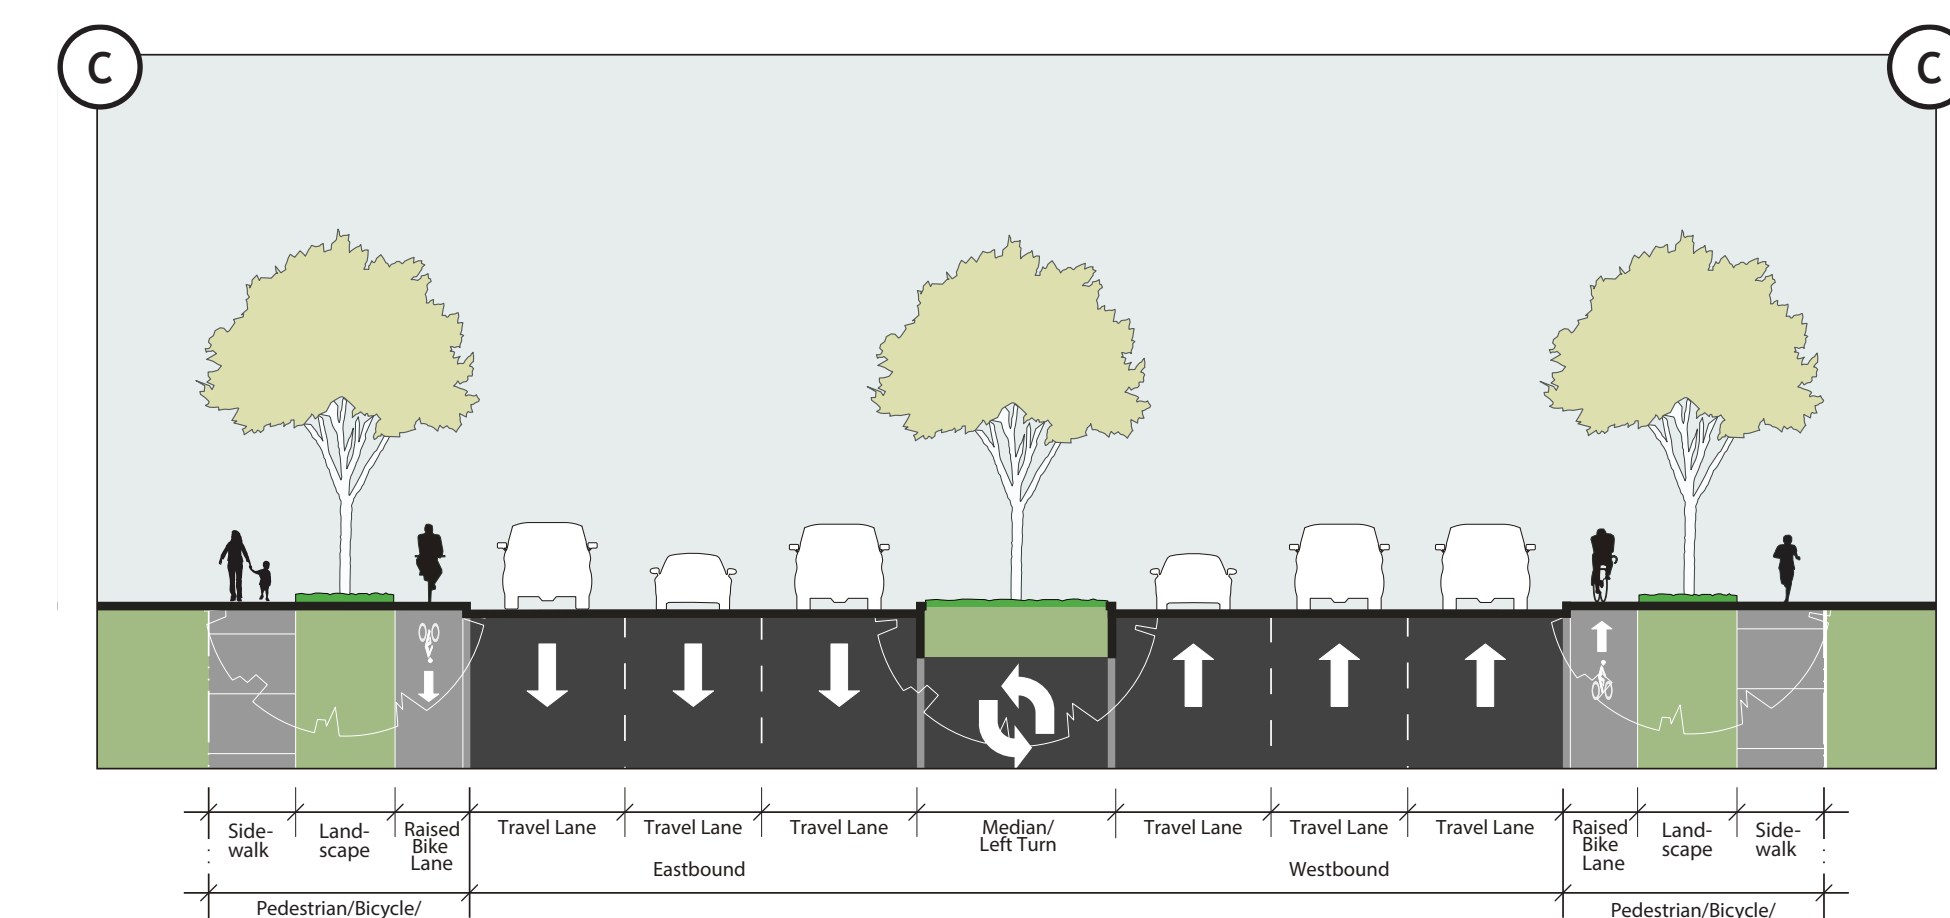 C
C
Side-
walk
Land-
scape
Raised
Bike
Lane
Travel Lane
Travel Lane
Travel Lane
Median/
Left Turn
Travel Lane
Travel Lane
Travel Lane
Raised
Bike
Lane
Land-
scape
Side-
walk
Eastbound
Westbound
Pedestrian/Bicycle/
Pedestrian/Bicycle/